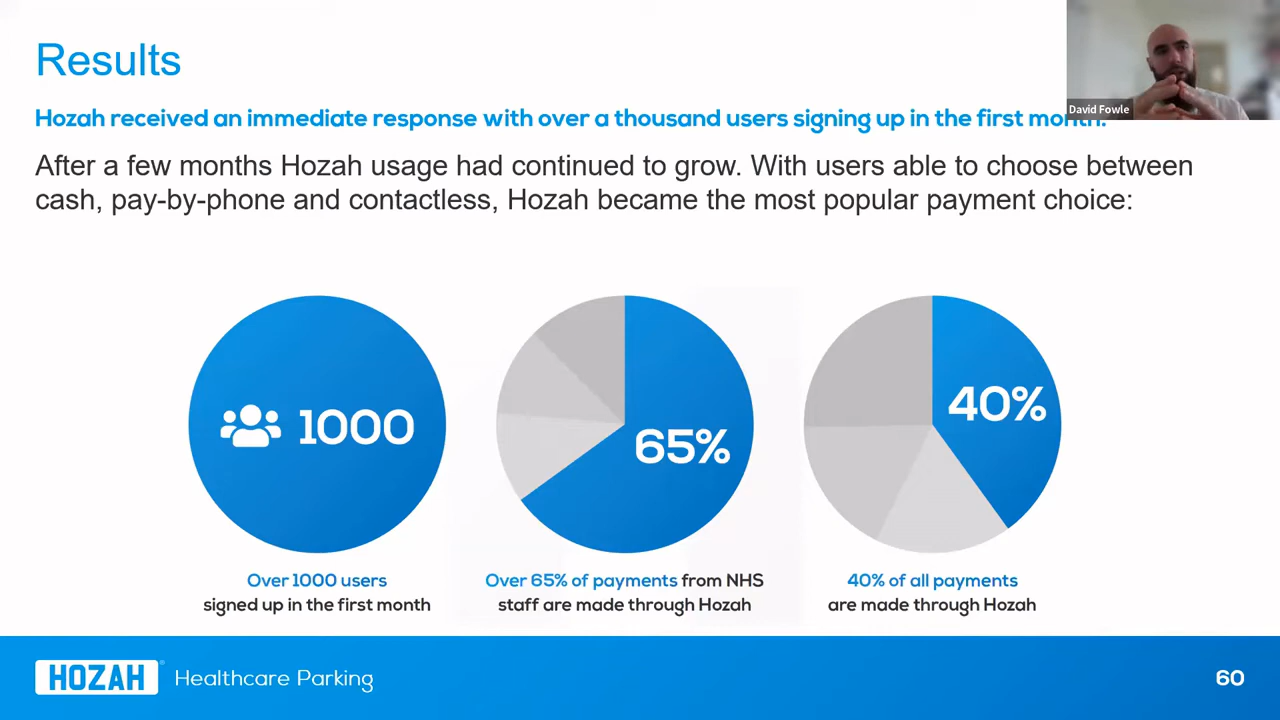 Results
David Fowle
Hozah received an immediate response with over a thousand users signing up in the first month.
After a few months Hozah usage had continued to grow. With users able to choose between
cash, pay-by-phone and contactless, Hozah became the most popular payment choice:
1000
65%
40%
Over 1000 users
signed up in the first month
Over 65% of payments from NHS
staff are made through Hozah
40% of all payments
are made through Hozah
HOZAH
Healthcare Parking
60